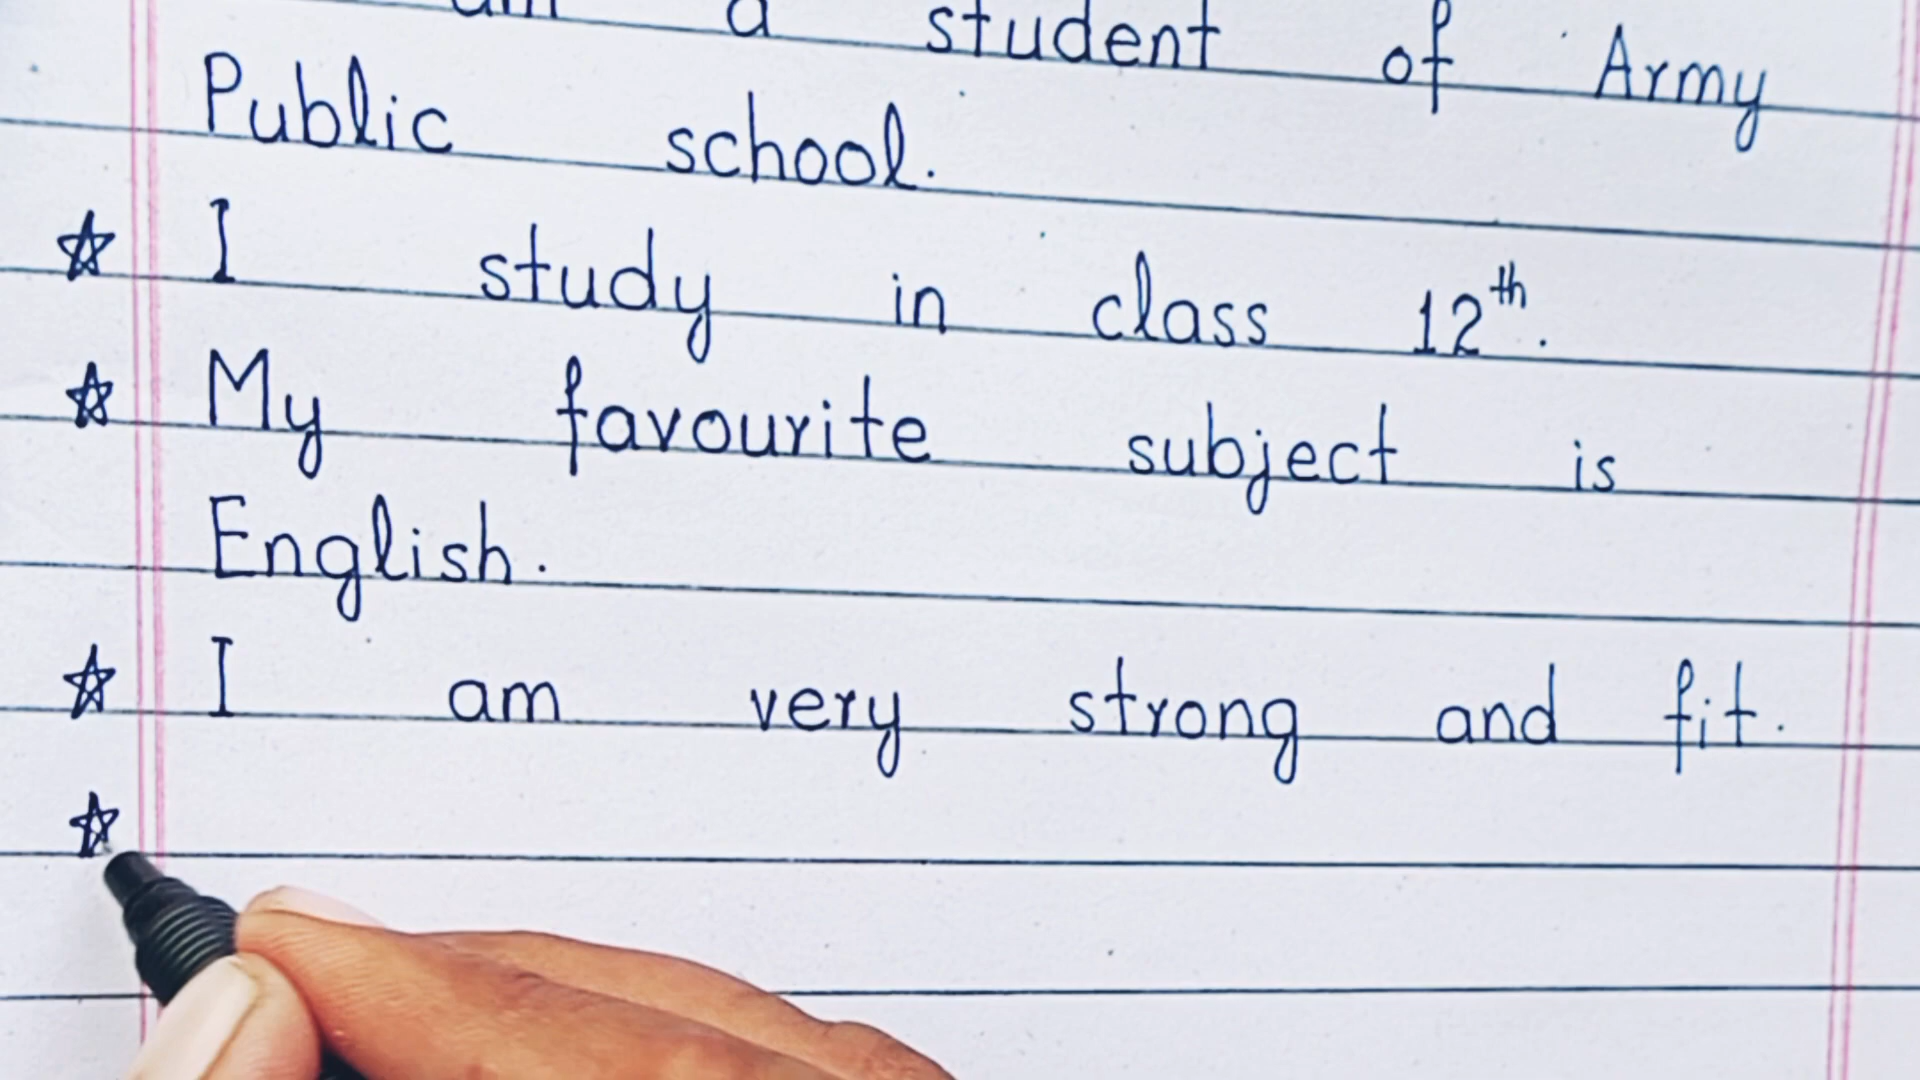 am a student of Army
Public school.
☆ I study in class 12th.
☆ My favourite subject is
English.
☆ I am very strong and fit.
☆